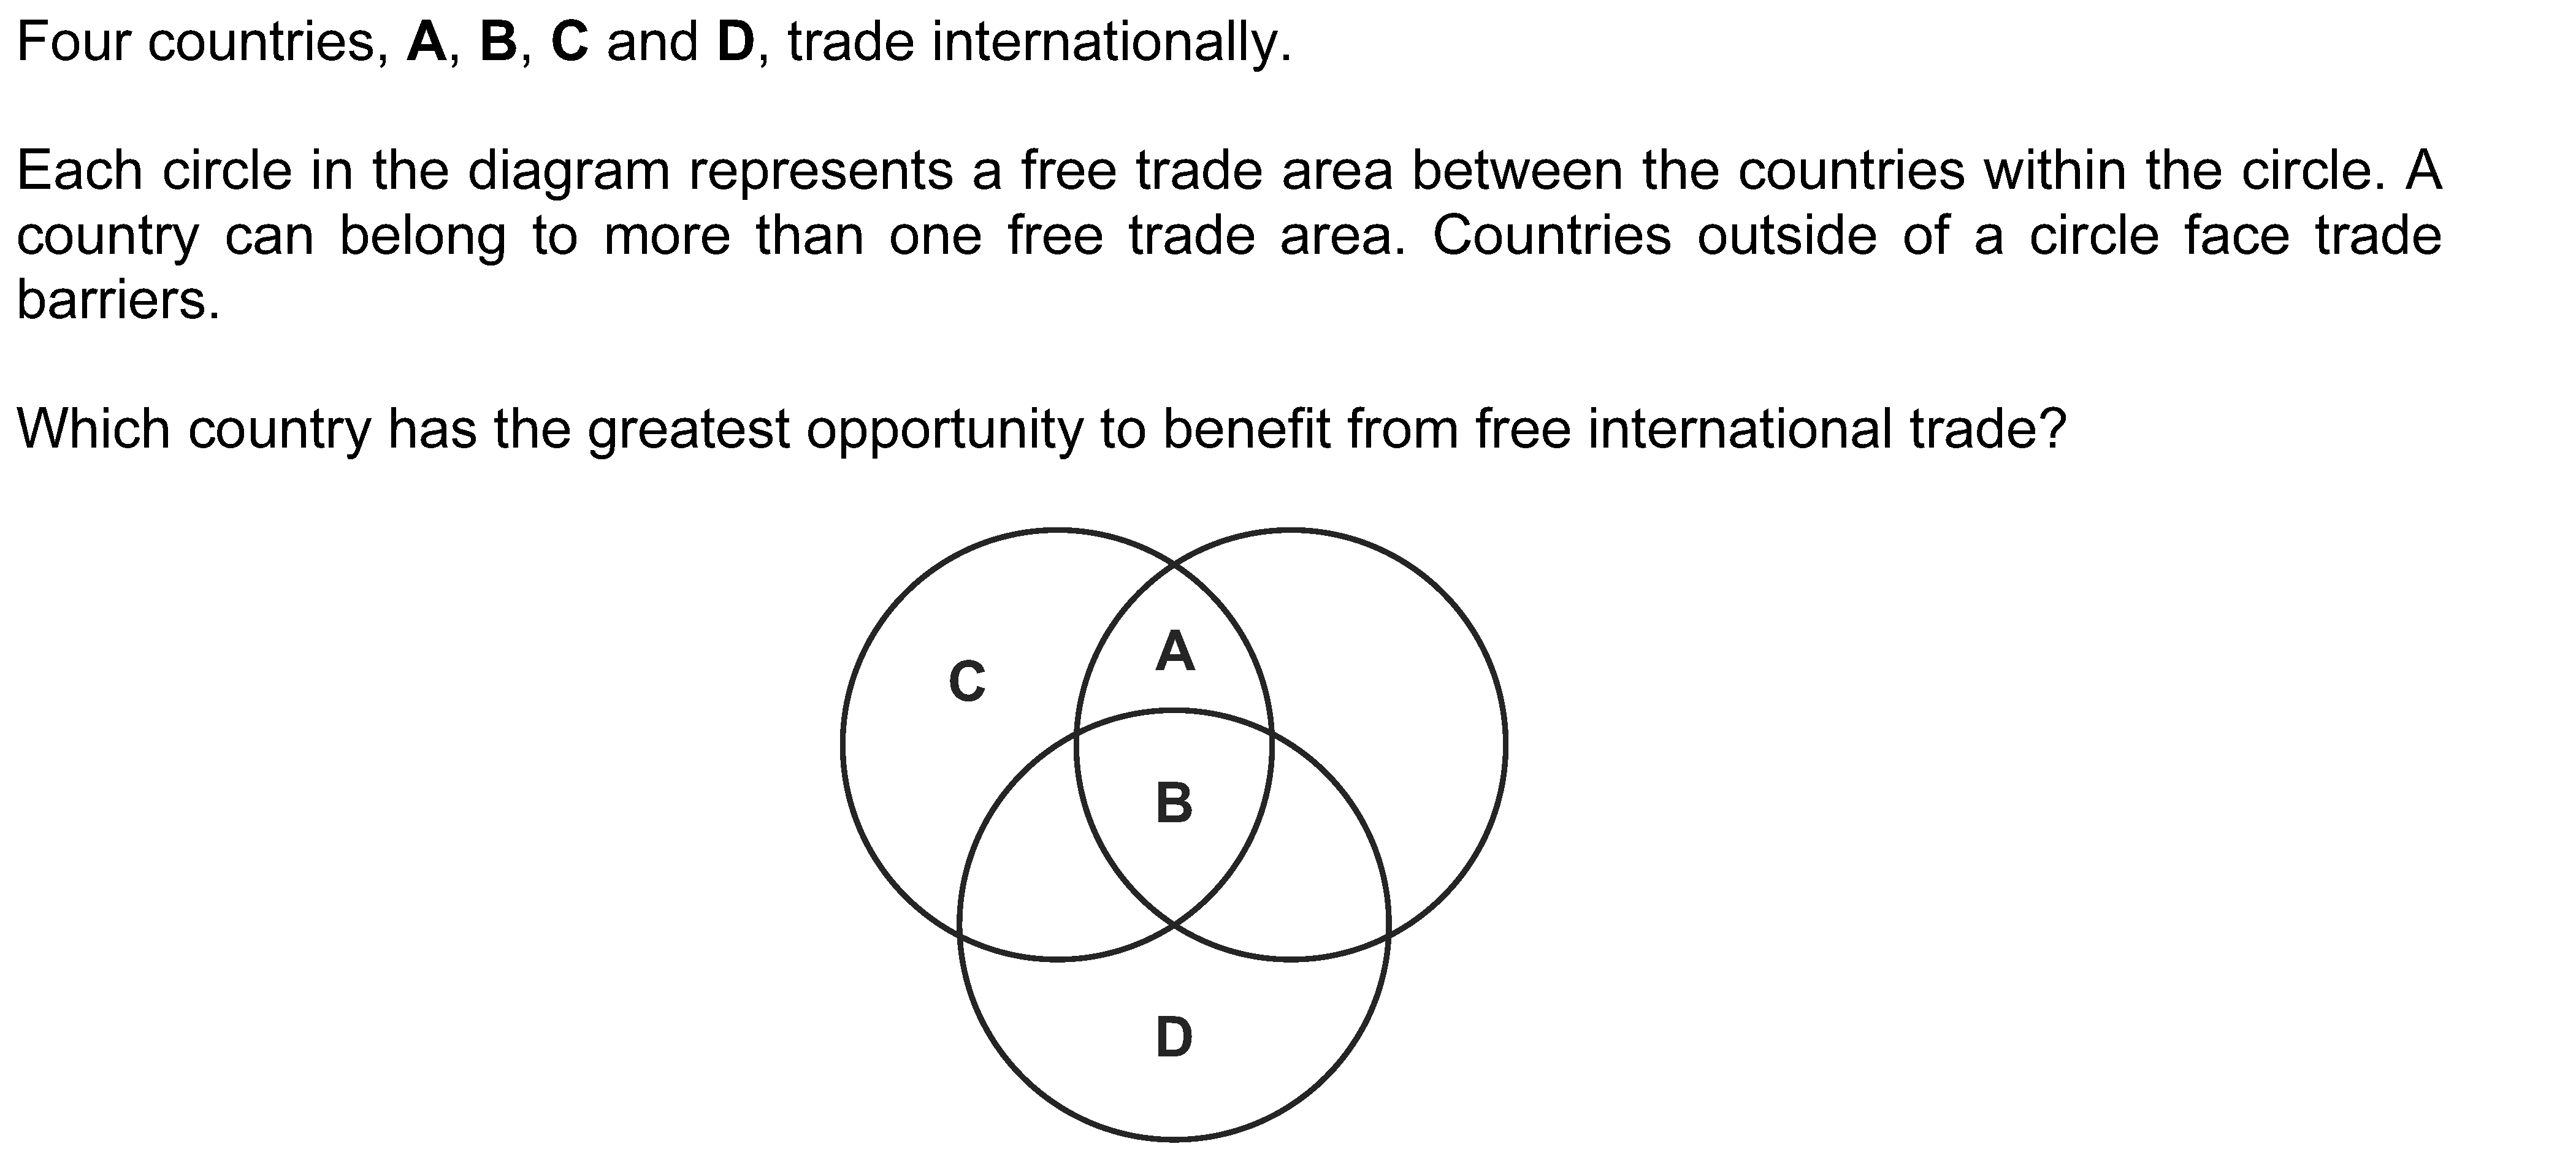 Four countries, A, B, C and D, trade internationally.
Each circle in the diagram represents a free trade area between the countries within the circle. A
country can belong to more than one free trade area. Countries outside of a circle face trade
barriers.
Which country has the greatest opportunity to benefit from free international trade?
A
C
B
D